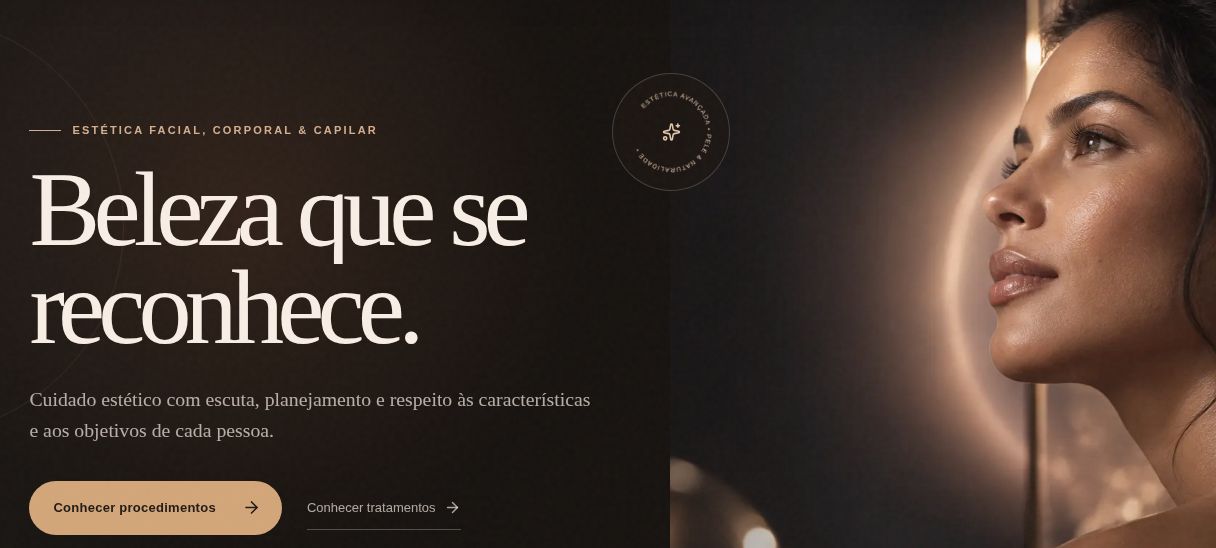 ESTÉTICA FACIAL, CORPORAL & CAPILAR
Beleza que se
reconhece.
Cuidado estético com escuta, planejamento e respeito às características
e aos objetivos de cada pessoa.
Conhecer procedimentos
Conhecer tratamentos
ESTÉTICA AVANÇADA • PELE & NATURALIDADE •